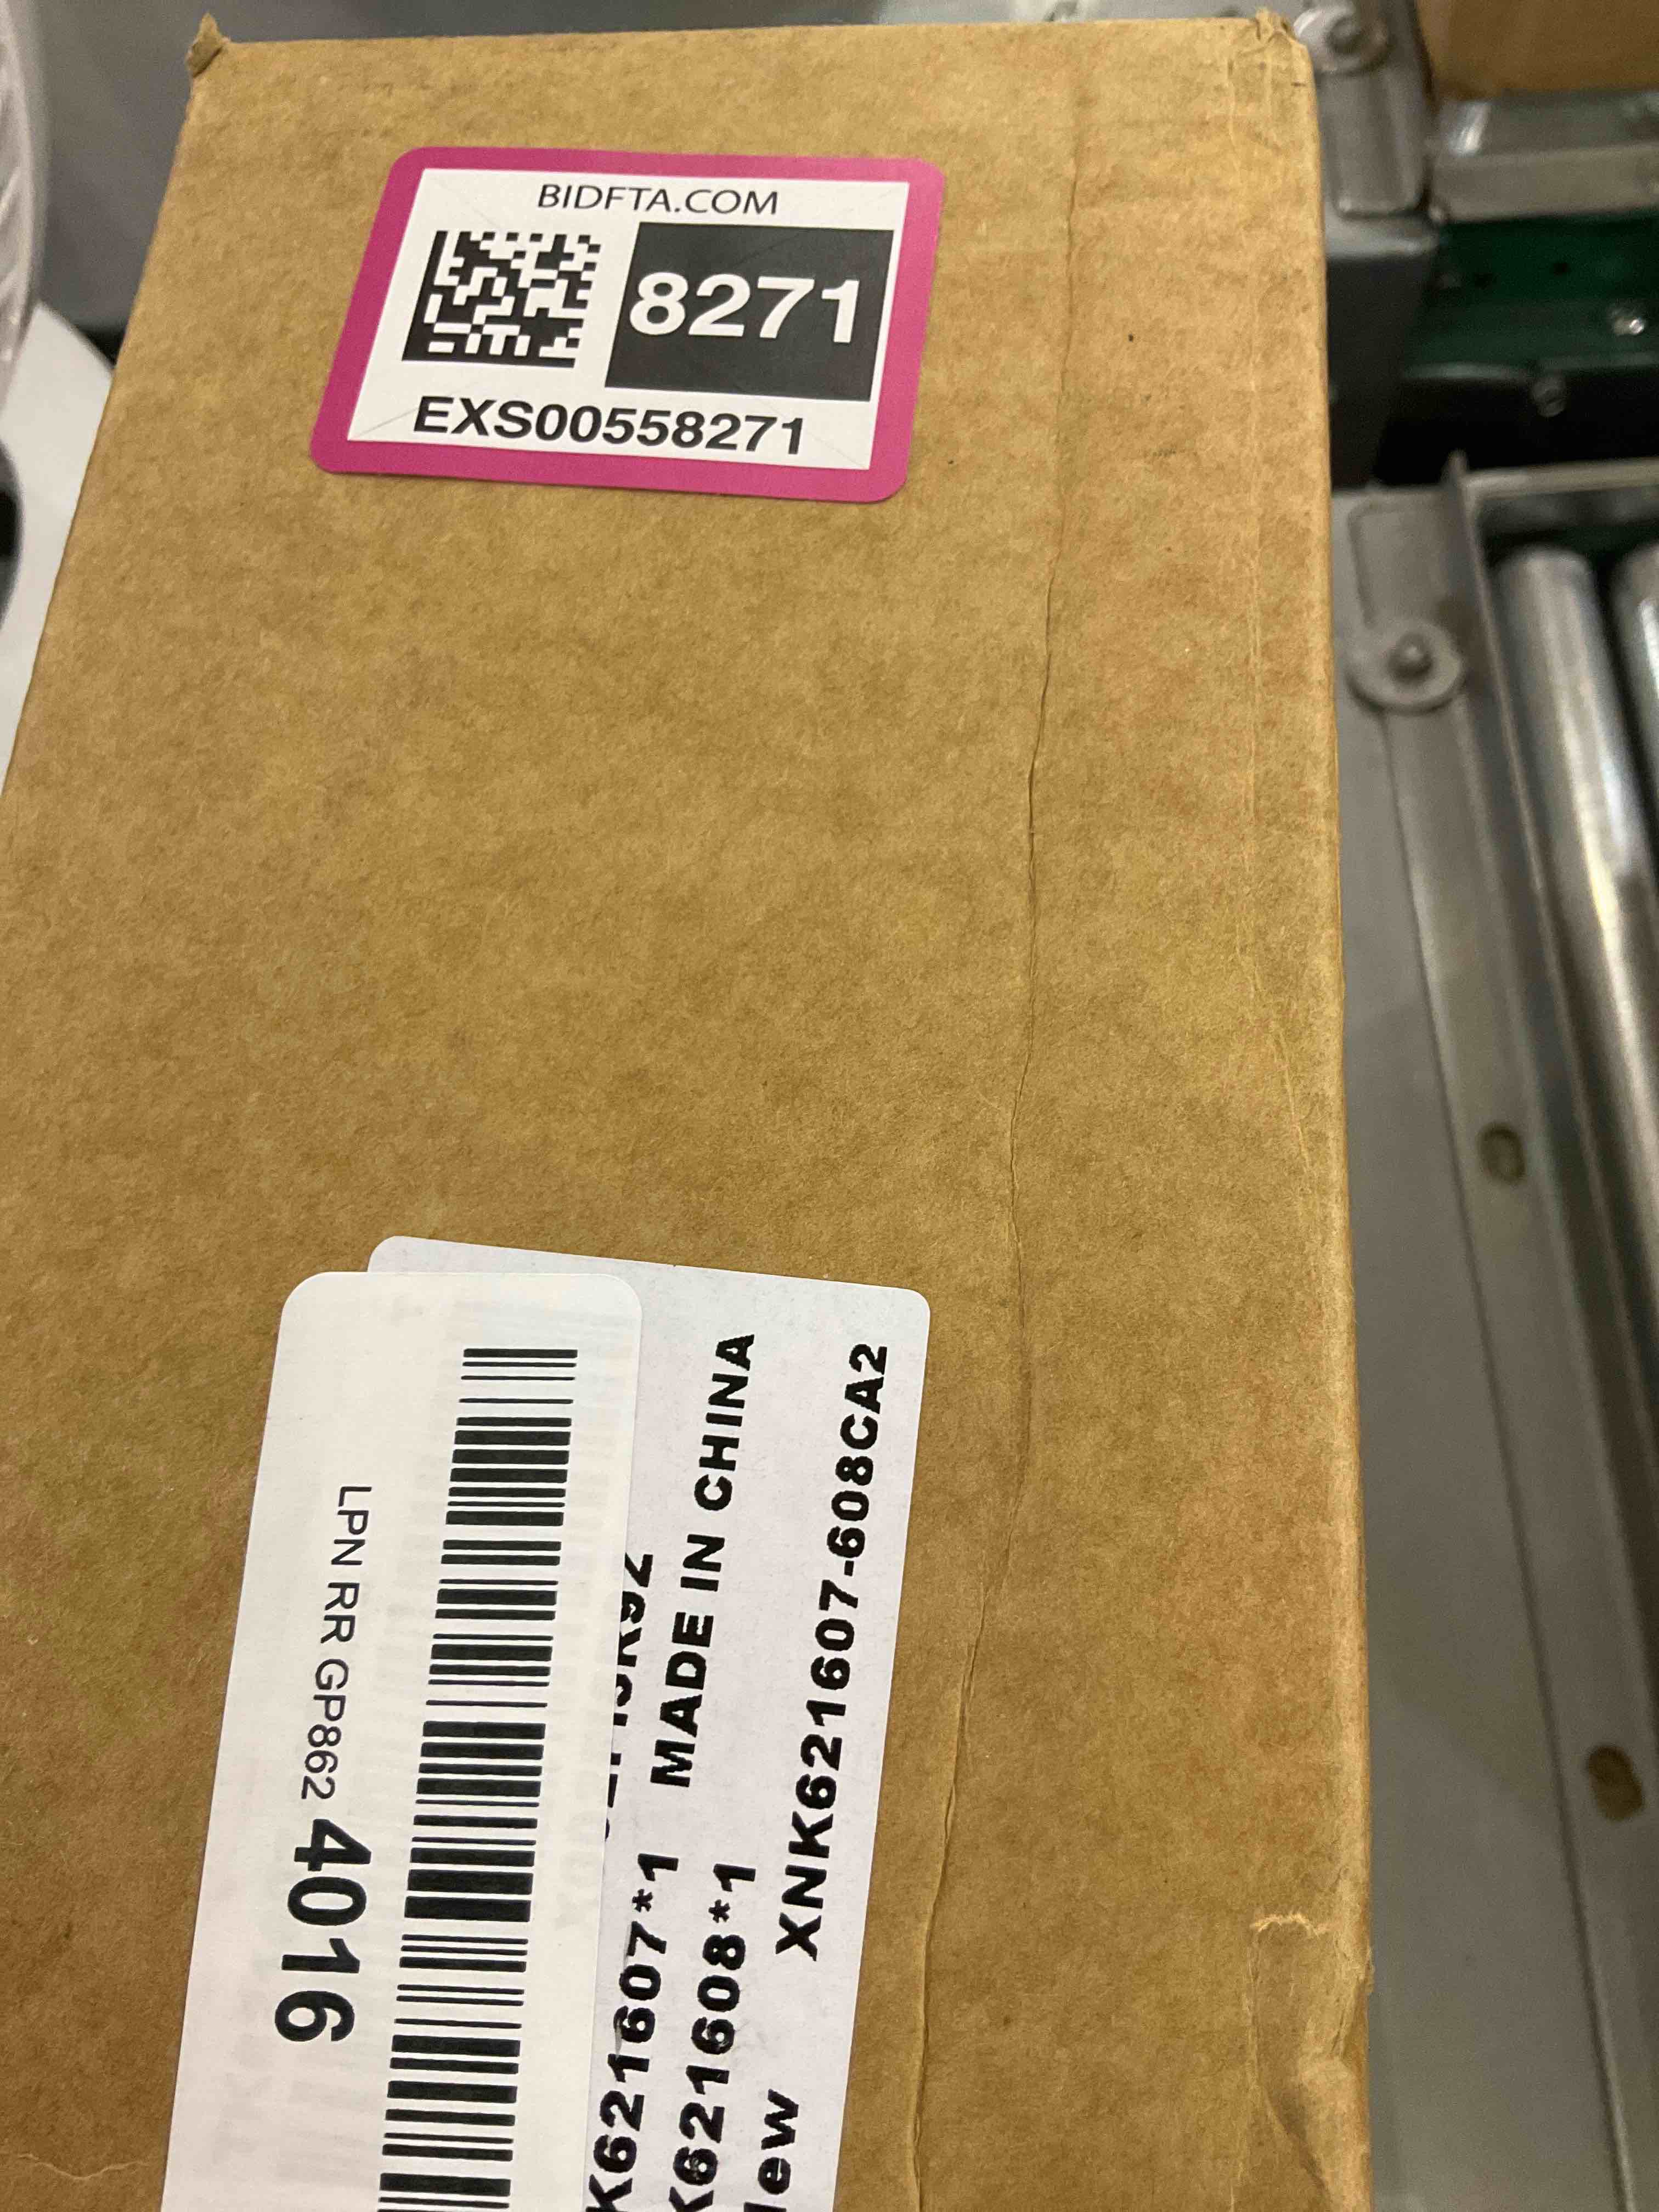 BIDFTA.COM
8271
EXS00558271
LPN RR GP862 4016
MADE IN CHINA
K621607*1
K621608*1
XNK621607-608CA2